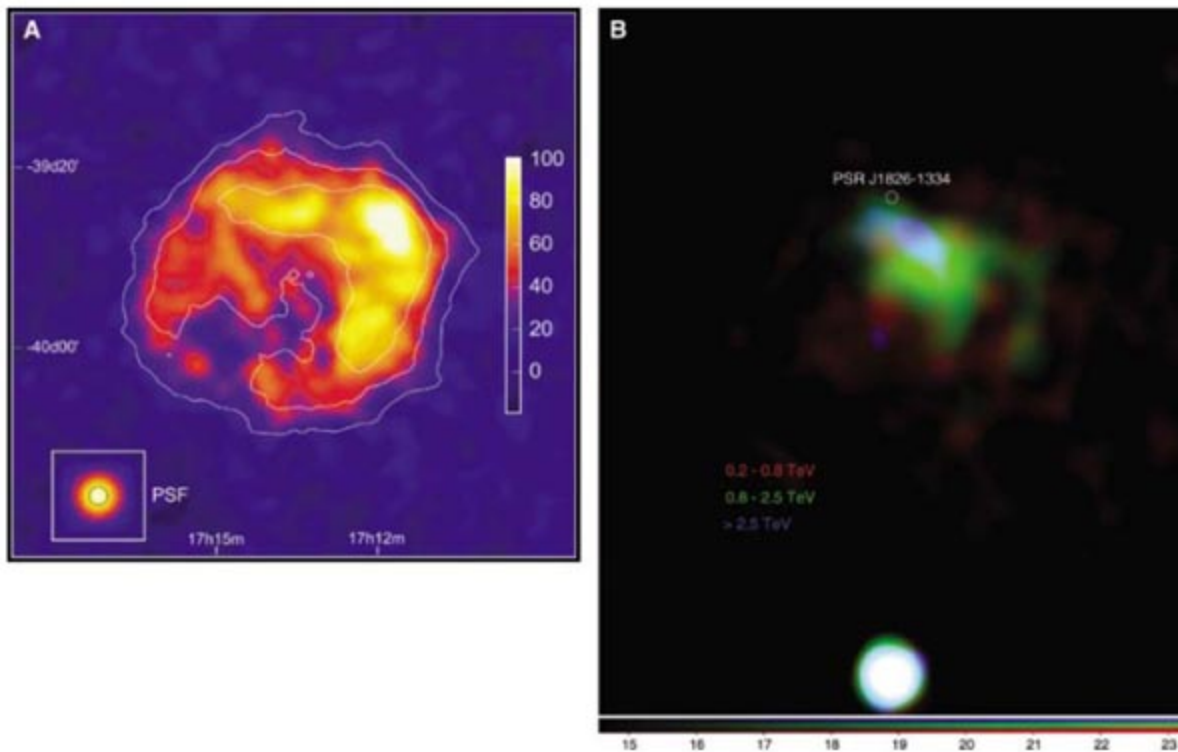 A
-39d20'
-40d00'
100
80
60
40
20
0
PSF
17h15m
17h12m
B
PSR J1826-1334
0.2 - 0.8 TeV
0.8 - 2.5 TeV
> 2.5 TeV
15 16 17 18 19 20 21 22 23